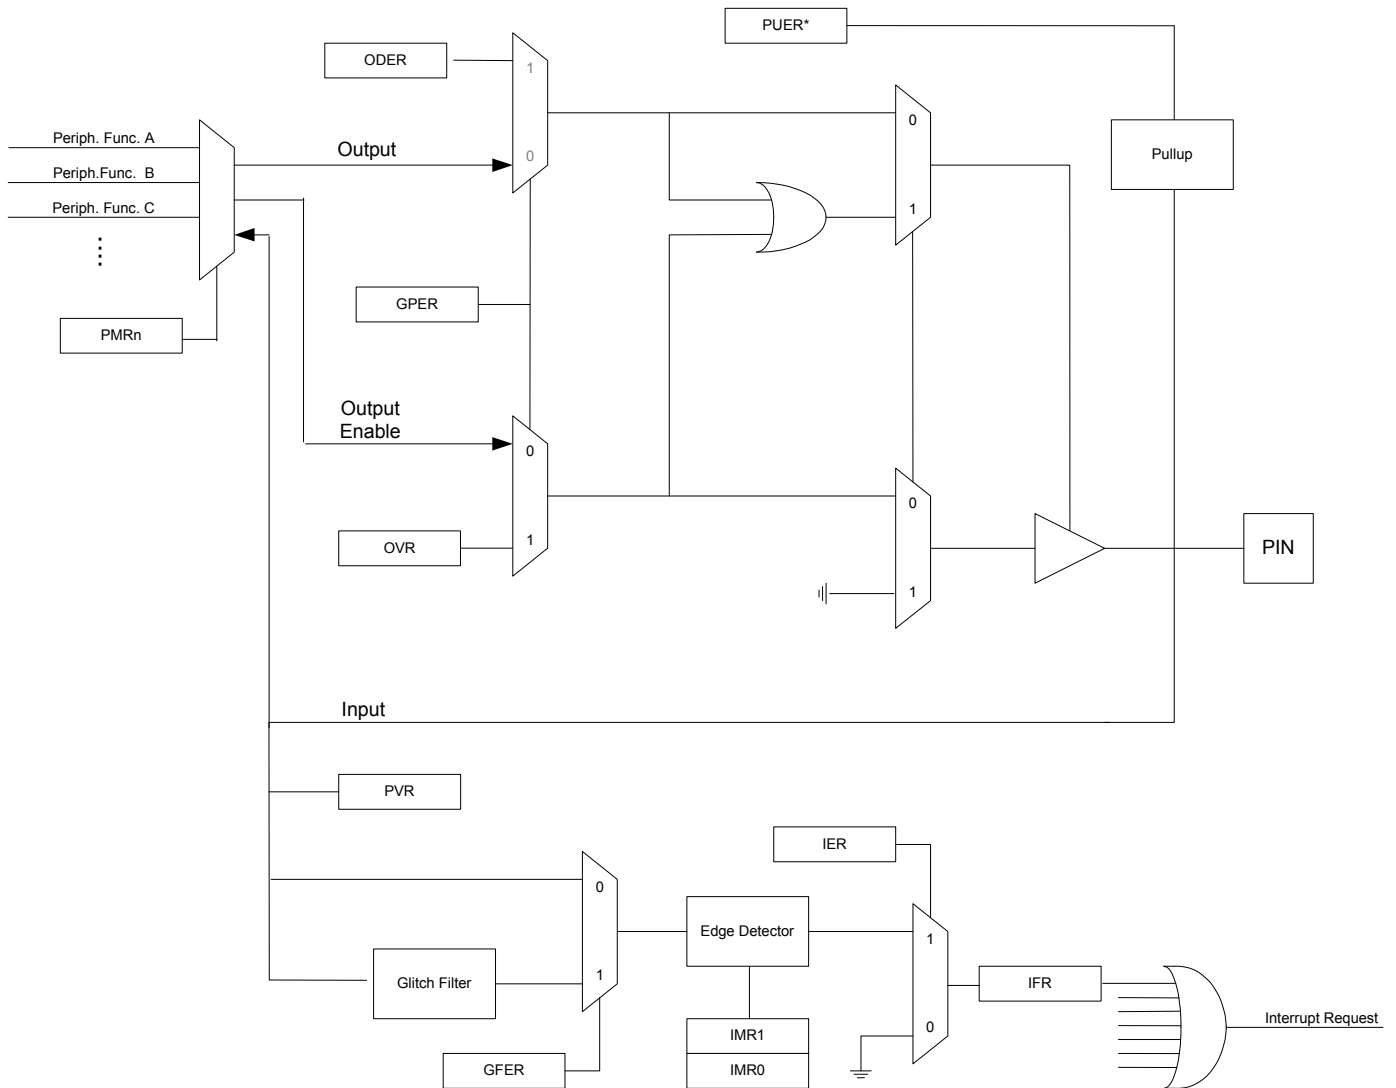 PUER*
ODER
1
0
Periph. Func. A
Output
Pullup
Periph.Func. B
0
Periph. Func. C
1
GPER
PMRn
Output
Enable
0
0
OVR
1
PIN
1
Input
PVR
IER
0
Edge Detector
1
Glitch Filter
1
IFR
Interrupt Request
0
IMR1
GFER
IMR0